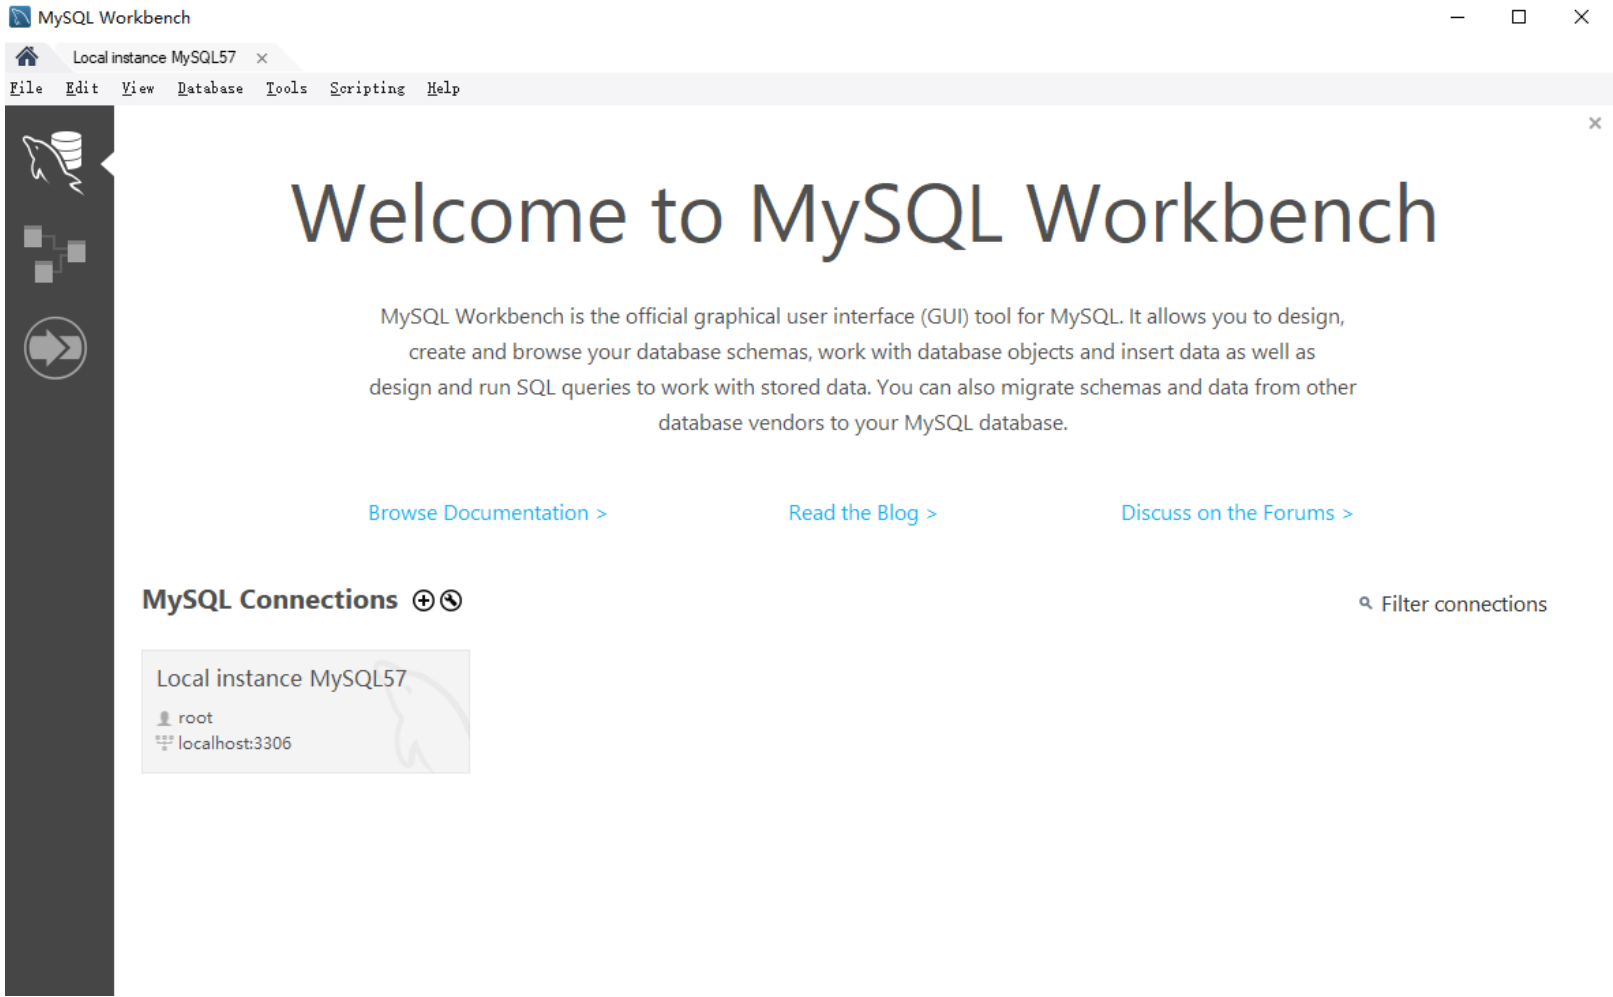 MySQL Workbench
Local instance MySQL57
File Edit View Database Tools Scripting Help
Welcome to MySQL Workbench
MySQL Workbench is the official graphical user interface (GUI) tool for MySQL. It allows you to design,
create and browse your database schemas, work with database objects and insert data as well as
design and run SQL queries to work with stored data. You can also migrate schemas and data from other
database vendors to your MySQL database.
Browse Documentation > Read the Blog > Discuss on the Forums >
MySQL Connections Filter connections
Local instance MySQL57
root
localhost:3306